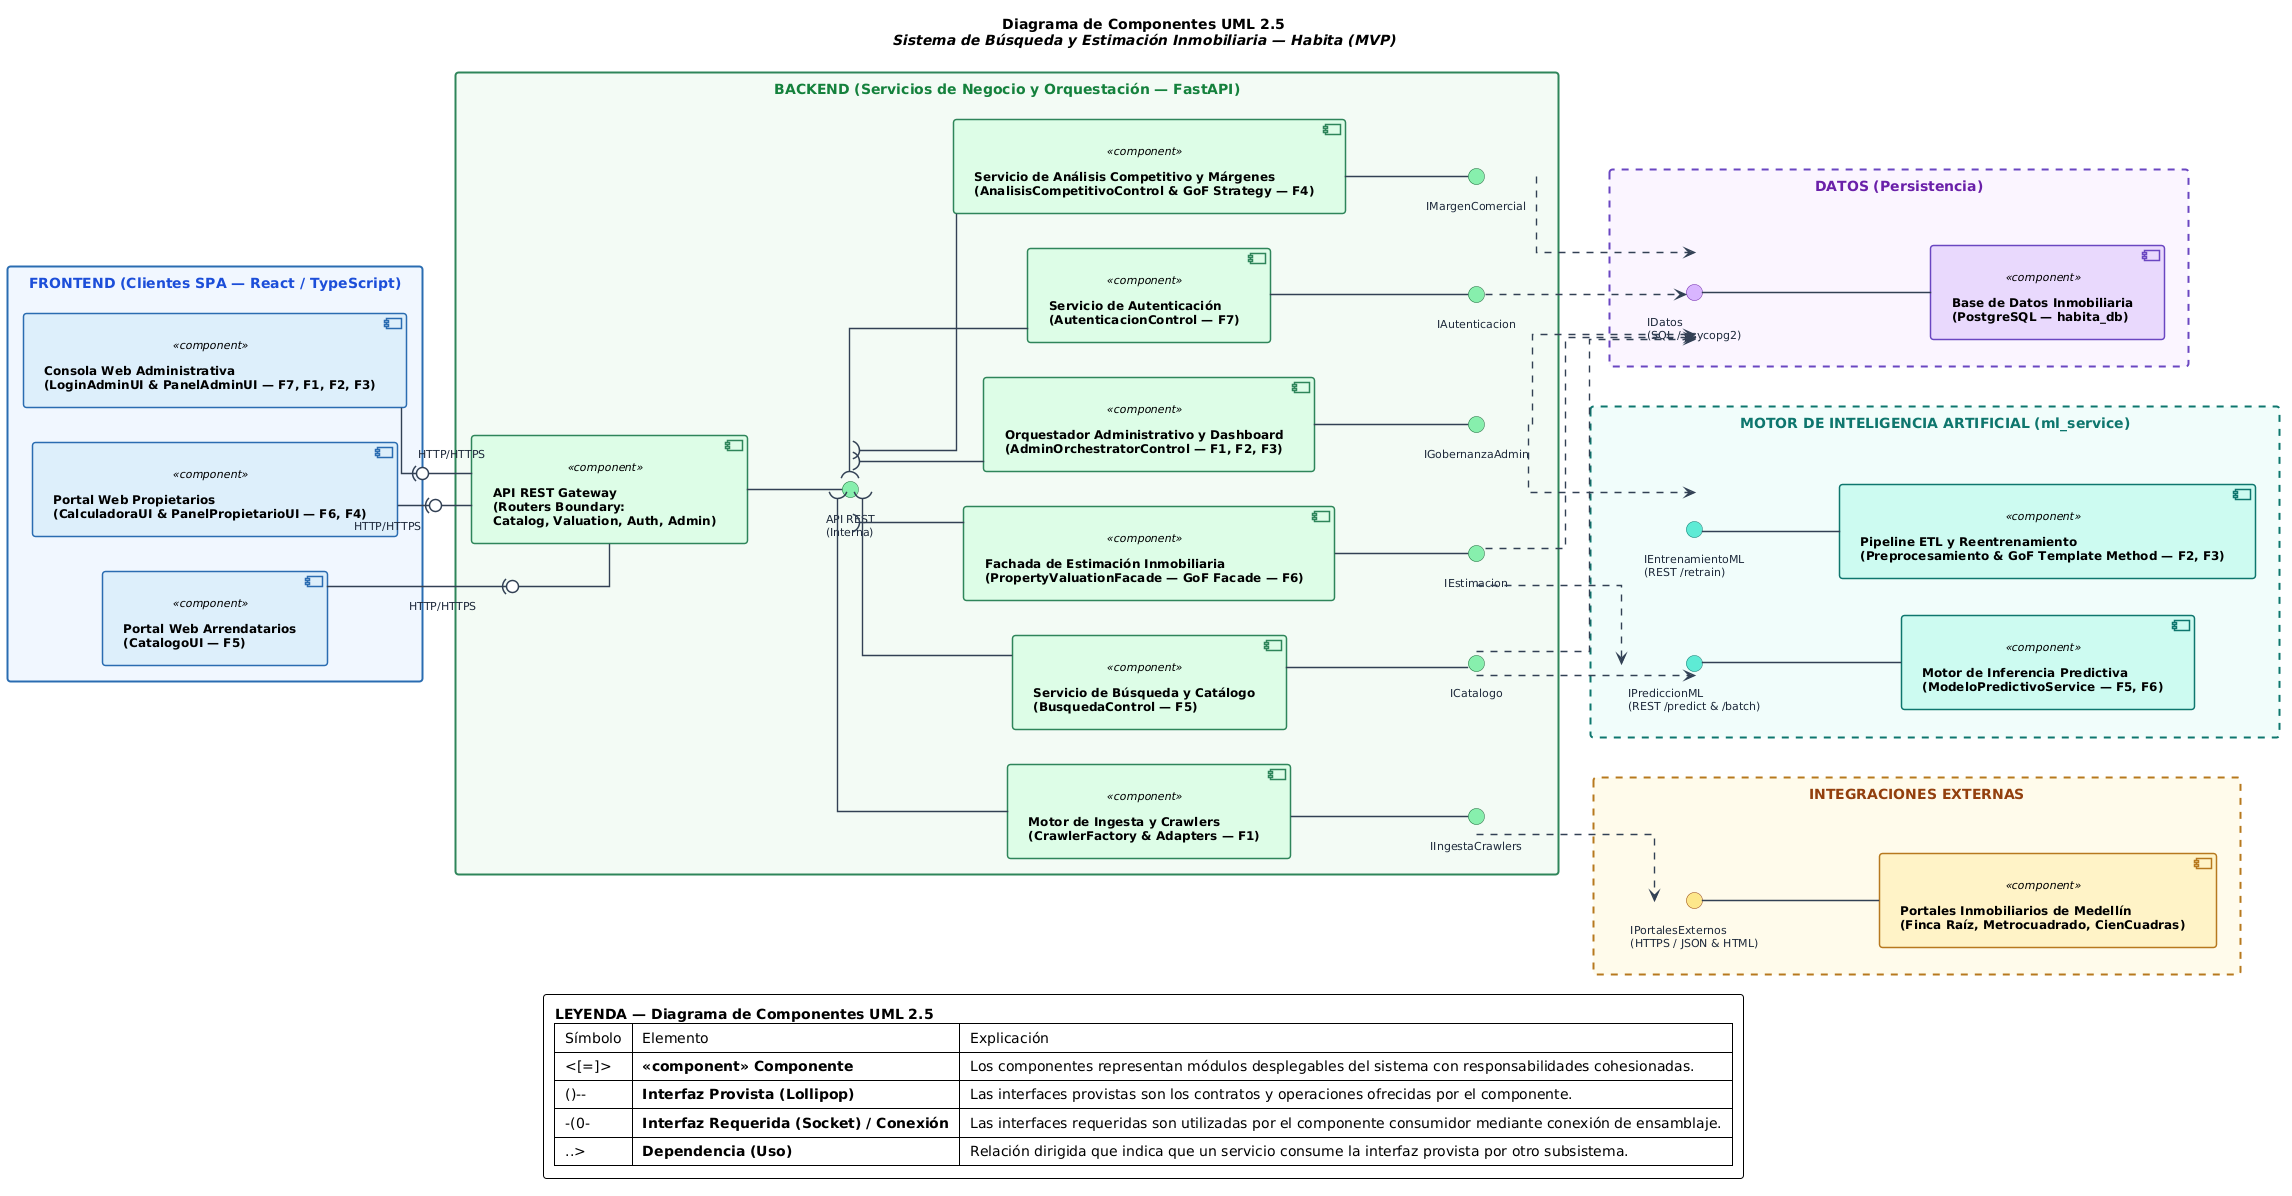 Diagrama de Componentes UML 2.5
Sistema de Búsqueda y Estimación Inmobiliaria — Habita (MVP)
FRONTEND (Clientes SPA — React / TypeScript)
«component»
Consola Web Administrativa
(LoginAdminUI & PanelAdminUI — F7, F1, F2, F3)
«component»
Portal Web Propietarios
(CalculadoraUI & PanelPropietarioUI — F6, F4)
«component»
Portal Web Arrendatarios
(CatalogoUI — F5)
HTTP/HTTPS
HTTP/HTTPS
HTTP/HTTPS
BACKEND (Servicios de Negocio y Orquestación — FastAPI)
«component»
API REST Gateway
(Routers Boundary:
Catalog, Valuation, Auth, Admin)
API REST
(Interna)
«component»
Servicio de Análisis Competitivo y Márgenes
(AnalisisCompetitivoControl & GoF Strategy — F4)
IMargenComercial
«component»
Servicio de Autenticación
(AutenticacionControl — F7)
IAutenticacion
«component»
Orquestador Administrativo y Dashboard
(AdminOrchestratorControl — F1, F2, F3)
IGobernanzaAdmin
«component»
Fachada de Estimación Inmobiliaria
(PropertyValuationFacade — GoF Facade — F6)
IEstimacion
«component»
Servicio de Búsqueda y Catálogo
(BusquedaControl — F5)
ICatalogo
«component»
Motor de Ingesta y Crawlers
(CrawlerFactory & Adapters — F1)
IIngestaCrawlers
DATOS (Persistencia)
«component»
Base de Datos Inmobiliaria
(PostgreSQL — habita_db)
IDatos
(SQL / psycopg2)
MOTOR DE INTELIGENCIA ARTIFICIAL (ml_service)
«component»
Pipeline ETL y Reentrenamiento
(Preprocesamiento & GoF Template Method — F2, F3)
IEntrenamientoML
(REST /retrain)
«component»
Motor de Inferencia Predictiva
(ModeloPredictivoService — F5, F6)
IPrediccionML
(REST /predict & /batch)
INTEGRACIONES EXTERNAS
«component»
Portales Inmobiliarios de Medellín
(Finca Raíz, Metrocuadrado, CienCuadras)
IPortalesExternos
(HTTPS / JSON & HTML)
LEYENDA — Diagrama de Componentes UML 2.5
Símbolo Elemento Explicación
<[=]> «component» Componente Los componentes representan módulos desplegables del sistema con responsabilidades cohesionadas.
()-- Interfaz Provista (Lollipop) Las interfaces provistas son los contratos y operaciones ofrecidas por el componente.
-(0- Interfaz Requerida (Socket) / Conexión Las interfaces requeridas son utilizadas por el componente consumidor mediante conexión de ensamblaje.
..> Dependencia (Uso) Relación dirigida que indica que un servicio consume la interfaz provista por otro subsistema.